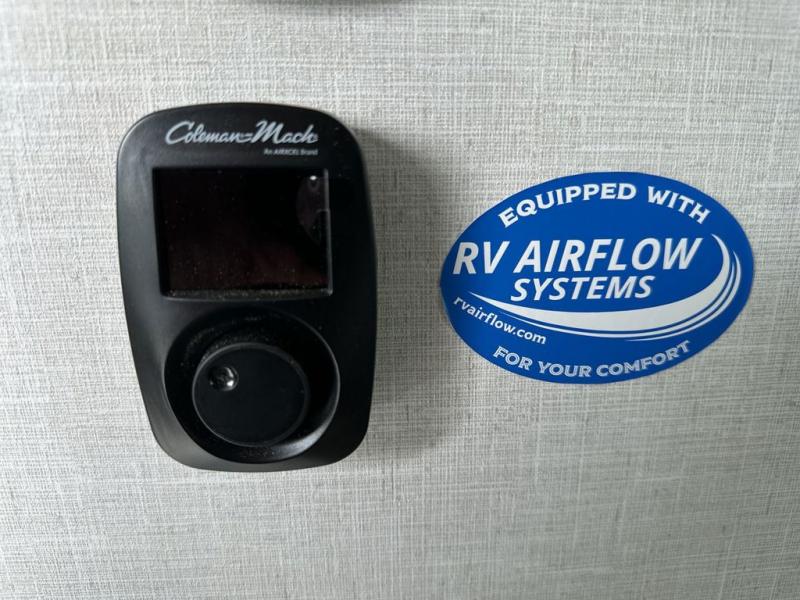 Coleman-Mach
An AIRXCEL Brand
EQUIPPED WITH
RV AIRFLOW
SYSTEMS
rvairflow.com
FOR YOUR COMFORT